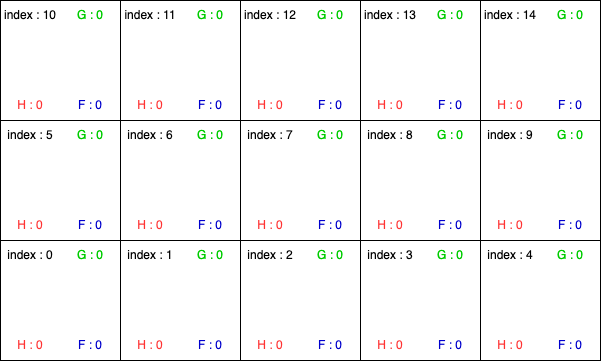 index : 10 G : 0 index : 11 G : 0 index : 12 G : 0 index : 13 G : 0 index : 14 G : 0
H : 0 F : 0 H : 0 F : 0 H : 0 F : 0 H : 0 F : 0 H : 0 F : 0
index : 5 G : 0 index : 6 G : 0 index : 7 G : 0 index : 8 G : 0 index : 9 G : 0
H : 0 F : 0 H : 0 F : 0 H : 0 F : 0 H : 0 F : 0 H : 0 F : 0
index : 0 G : 0 index : 1 G : 0 index : 2 G : 0 index : 3 G : 0 index : 4 G : 0
H : 0 F : 0 H : 0 F : 0 H : 0 F : 0 H : 0 F : 0 H : 0 F : 0